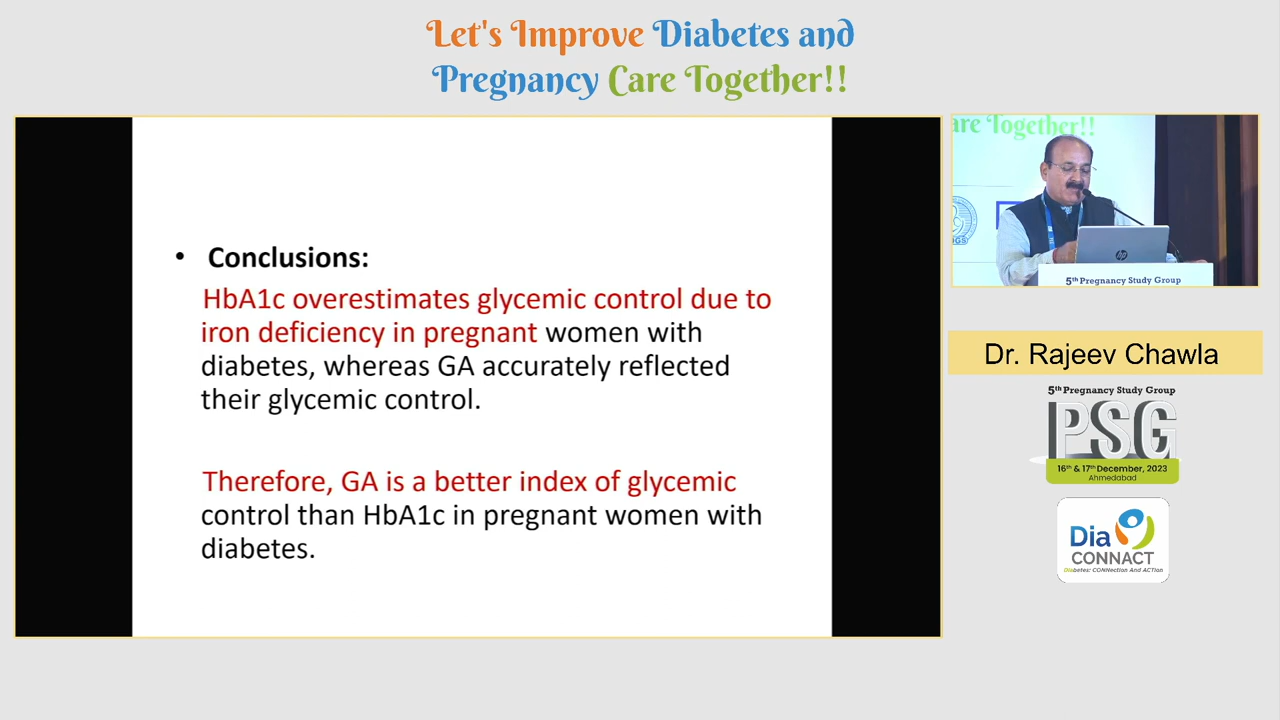 Let's Improve Diabetes and
Pregnancy Care Together!!
• Conclusions:
HbA1c overestimates glycemic control due to
iron deficiency in pregnant women with
diabetes, whereas GA accurately reflected
their glycemic control.
Therefore, GA is a better index of glycemic
control than HbA1c in pregnant women with
diabetes.
are Together!!
hp
5th Pregnancy Study Group
Dr. Rajeev Chawla
5th Pregnancy Study Group
PSG
16th & 17th December, 2023
Ahmedabad
Dia
CONNACT
Diabetes: CONNection And ACTion